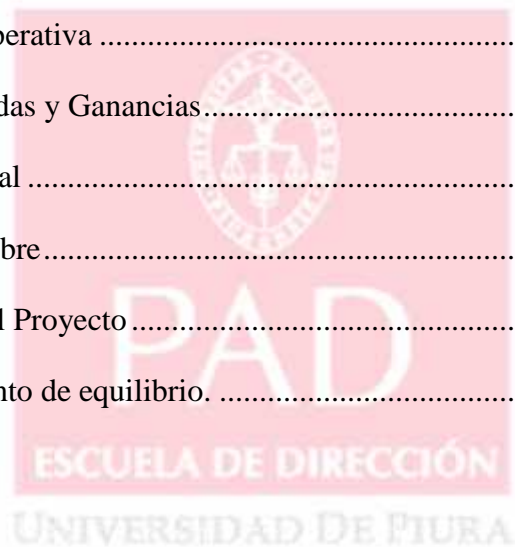 perativa ..........................................
das y Ganancias..............................
al ....................................................
bre..................................................
l Proyecto .......................................
nto de equilibrio. ............................
PAD
ESCUELA DE DIRECCIÓN
UNIVERSIDAD DE PIURA